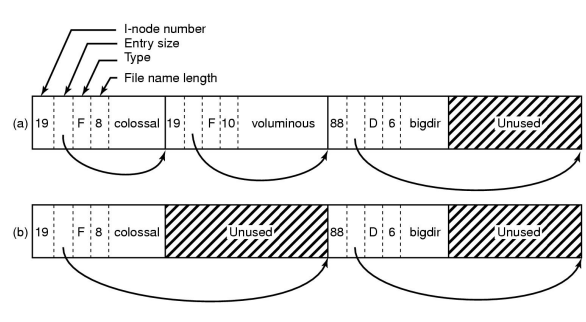 I-node number
Entry size
Type
File name length
(a) 19 F 8 colossal 19 F 10 voluminous 88 D 6 bigdir Unused
(b) 19 F 8 colossal Unused 88 D 6 bigdir Unused